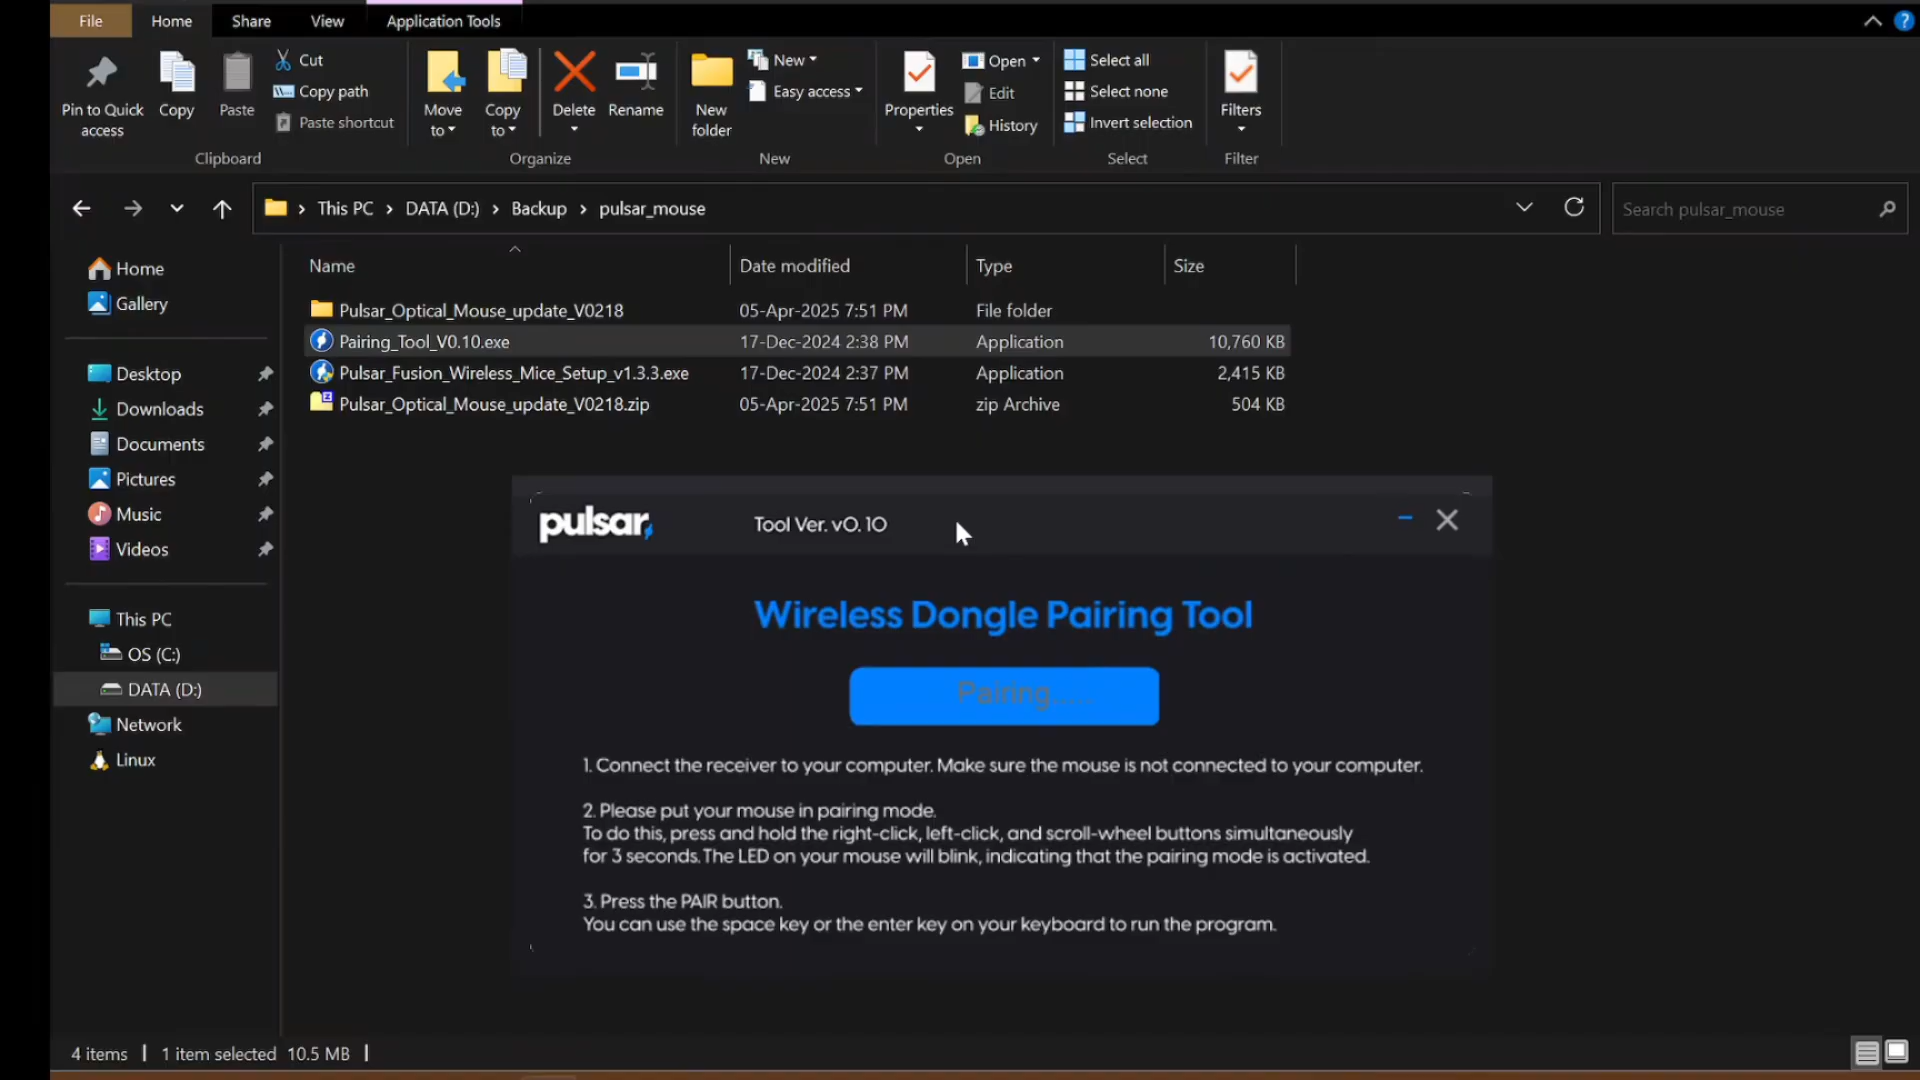 File Home Share View Application Tools
Pin to Quick access
Copy
Paste
Cut
Copy path
Paste shortcut
Clipboard
Move to
Copy to
Delete
Rename
Organize
New folder
New
Easy access
New
Properties
Open
Edit
History
Open
Select all
Select none
Invert selection
Select
Filters
Filter
This PC DATA (D:) Backup pulsar_mouse
Search pulsar_mouse
Home
Gallery
Desktop
Downloads
Documents
Pictures
Music
Videos
This PC
OS (C:)
DATA (D:)
Network
Linux
Name Date modified Type Size
Pulsar_Optical_Mouse_update_V0218 05-Apr-2025 7:51 PM File folder
Pairing_Tool_V0.10.exe 17-Dec-2024 2:38 PM Application 10,760 KB
Pulsar_Fusion_Wireless_Mice_Setup_v1.3.3.exe 17-Dec-2024 2:37 PM Application 2,415 KB
Pulsar_Optical_Mouse_update_V0218.zip 05-Apr-2025 7:51 PM zip Archive 504 KB
pulsar Tool Ver. v0.10
Wireless Dongle Pairing Tool
Pairing......
1. Connect the receiver to your computer. Make sure the mouse is not connected to your computer.
2. Please put your mouse in pairing mode.
To do this, press and hold the right-click, left-click, and scroll-wheel buttons simultaneously
for 3 seconds. The LED on your mouse will blink, indicating that the pairing mode is activated.
3. Press the PAIR button.
You can use the space key or the enter key on your keyboard to run the program.
4 items 1 item selected 10.5 MB